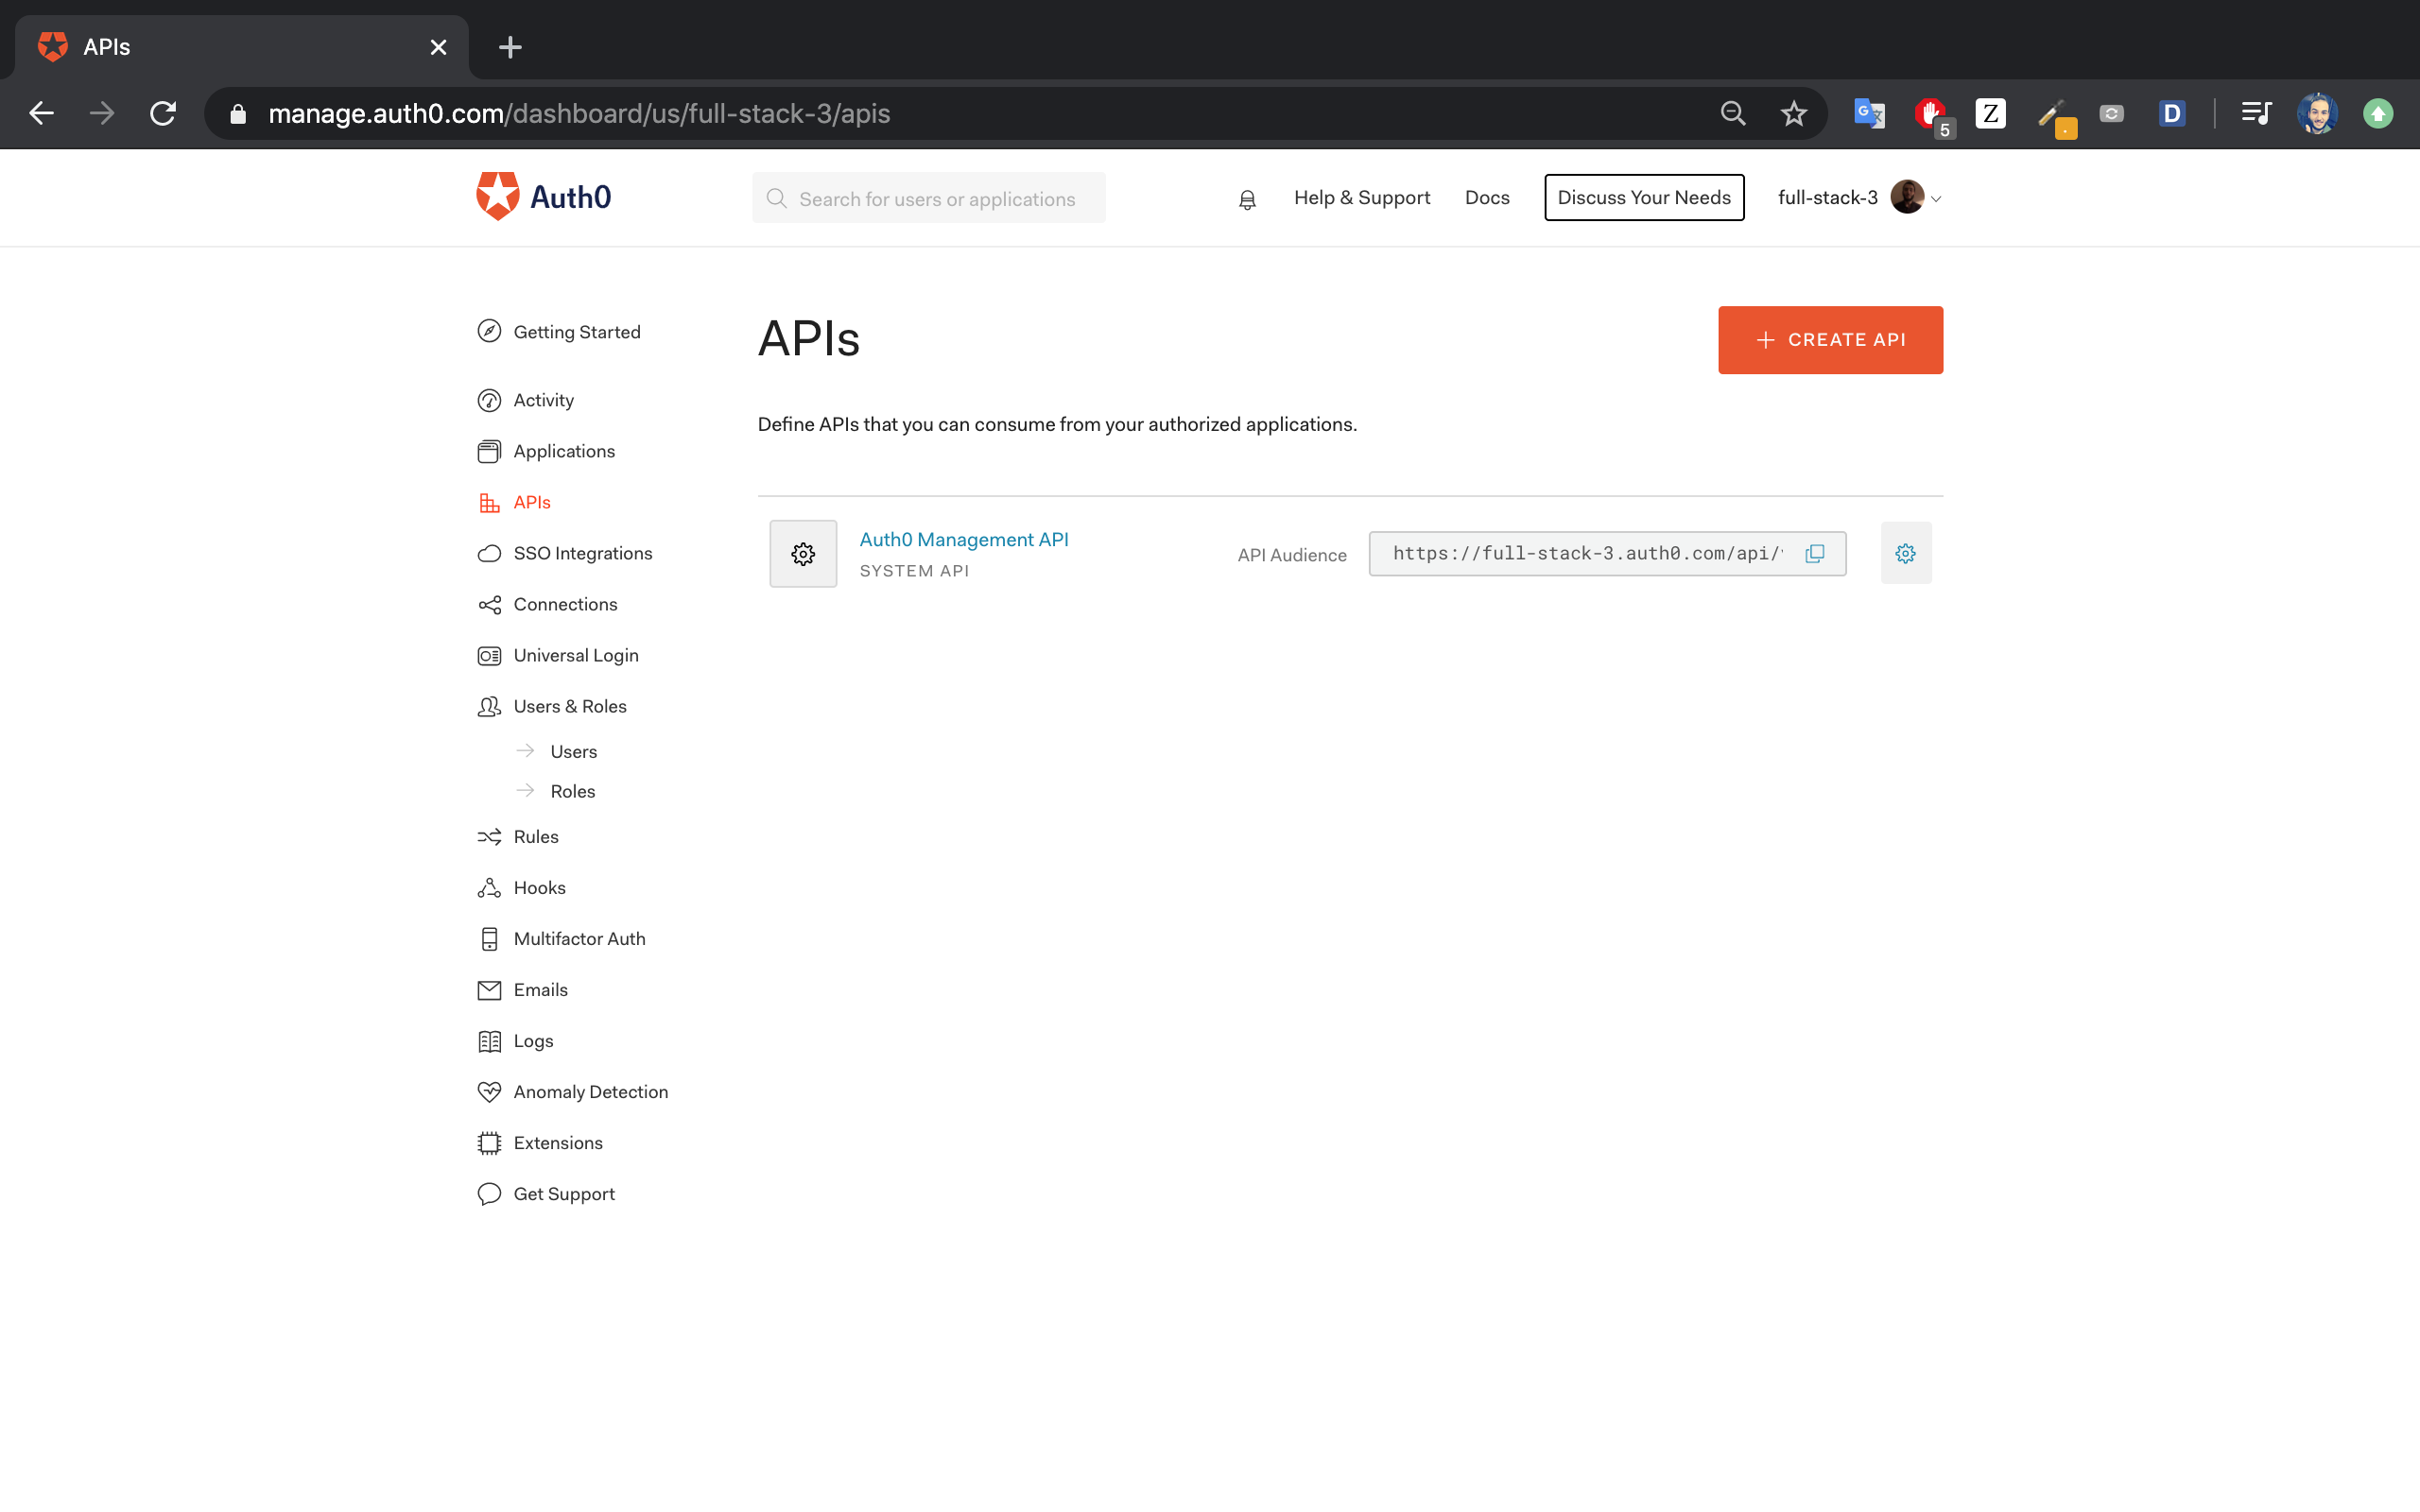 APIs
manage.auth0.com/dashboard/us/full-stack-3/apis
5
Z
D
Auth0
Search for users or applications
Help & Support
Docs
Discuss Your Needs
full-stack-3
Getting Started
Activity
Applications
APIs
SSO Integrations
Connections
Universal Login
Users & Roles
Users
Roles
Rules
Hooks
Multifactor Auth
Emails
Logs
Anomaly Detection
Extensions
Get Support
APIs
CREATE API
Define APIs that you can consume from your authorized applications.
Auth0 Management API
SYSTEM API
API Audience
https://full-stack-3.auth0.com/api/